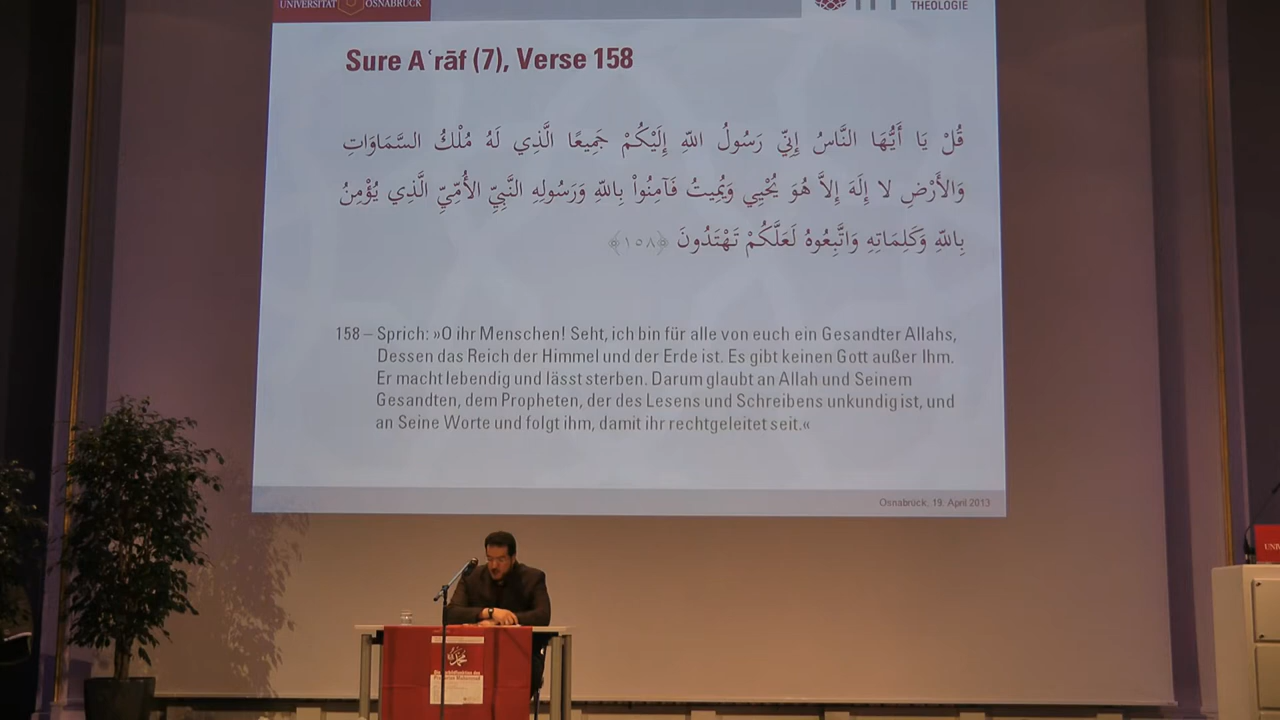 UNIVERSITÄT OSNABRÜCK
THEOLOGIE
Sure Aʿrāf (7), Verse 158
قُلْ يَا أَيُّهَا النَّاسُ إِنِّي رَسُولُ اللّهِ إِلَيْكُمْ جَمِيعًا الَّذِي لَهُ مُلْكُ السَّمَاوَاتِ
وَالأَرْضِ لا إِلَهَ إِلاَّ هُوَ يُحْيِي وَيُمِيتُ فَآمِنُواْ بِاللّهِ وَرَسُولِهِ النَّبِيِّ الأُمِّيِّ الَّذِي يُؤْمِنُ
بِاللّهِ وَكَلِمَاتِهِ وَاتَّبِعُوهُ لَعَلَّكُمْ تَهْتَدُونَ ﴿١٥٨﴾
158 – Sprich: »O ihr Menschen! Seht, ich bin für alle von euch ein Gesandter Allahs,
Dessen das Reich der Himmel und der Erde ist. Es gibt keinen Gott außer Ihm.
Er macht lebendig und lässt sterben. Darum glaubt an Allah und Seinem
Gesandten, dem Propheten, der des Lesens und Schreibens unkundig ist, und
an Seine Worte und folgt ihm, damit ihr rechtgeleitet seit.«
Osnabrück, 19. April 2013